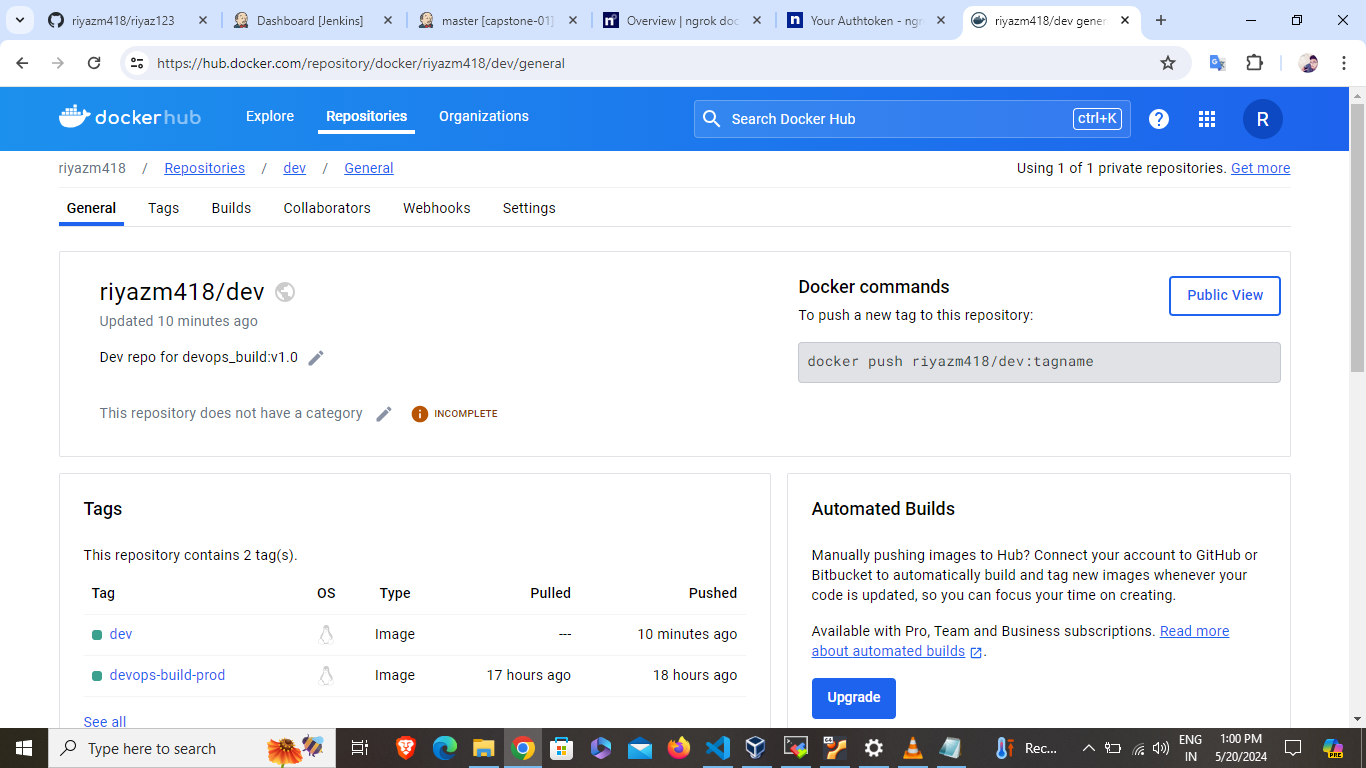 riyazm418/riyaz123
Dashboard [Jenkins]
master [capstone-01]
Overview | ngrok doc
Your Authtoken - ngr
riyazm418/dev gener
https://hub.docker.com/repository/docker/riyazm418/dev/general
dockerhub
Explore
Repositories
Organizations
Search Docker Hub
ctrl+K
?
R
riyazm418 / Repositories / dev / General
Using 1 of 1 private repositories. Get more
General
Tags
Builds
Collaborators
Webhooks
Settings
riyazm418/dev
Updated 10 minutes ago
Dev repo for devops_build:v1.0
This repository does not have a category
INCOMPLETE
Docker commands
Public View
To push a new tag to this repository:
docker push riyazm418/dev:tagname
Tags
This repository contains 2 tag(s).
Tag OS Type Pulled Pushed
dev Image --- 10 minutes ago
devops-build-prod Image 17 hours ago 18 hours ago
See all
Automated Builds
Manually pushing images to Hub? Connect your account to GitHub or
Bitbucket to automatically build and tag new images whenever your
code is updated, so you can focus your time on creating.
Available with Pro, Team and Business subscriptions. Read more
about automated builds .
Upgrade
Type here to search
Rec...
ENG
IN
1:00 PM
5/20/2024
PRE